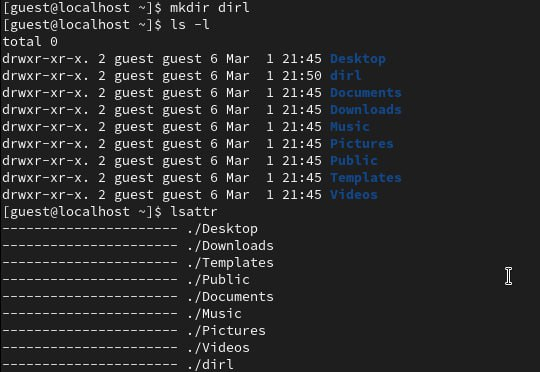 [guest@localhost ~]$ mkdir dirl
[guest@localhost ~]$ ls -l
total 0
drwxr-xr-x. 2 guest guest 6 Mar  1 21:45 Desktop
drwxr-xr-x. 2 guest guest 6 Mar  1 21:50 dirl
drwxr-xr-x. 2 guest guest 6 Mar  1 21:45 Documents
drwxr-xr-x. 2 guest guest 6 Mar  1 21:45 Downloads
drwxr-xr-x. 2 guest guest 6 Mar  1 21:45 Music
drwxr-xr-x. 2 guest guest 6 Mar  1 21:45 Pictures
drwxr-xr-x. 2 guest guest 6 Mar  1 21:45 Public
drwxr-xr-x. 2 guest guest 6 Mar  1 21:45 Templates
drwxr-xr-x. 2 guest guest 6 Mar  1 21:45 Videos
[guest@localhost ~]$ lsattr
---------------------- ./Desktop
---------------------- ./Downloads
---------------------- ./Templates
---------------------- ./Public
---------------------- ./Documents
---------------------- ./Music
---------------------- ./Pictures
---------------------- ./Videos
---------------------- ./dirl